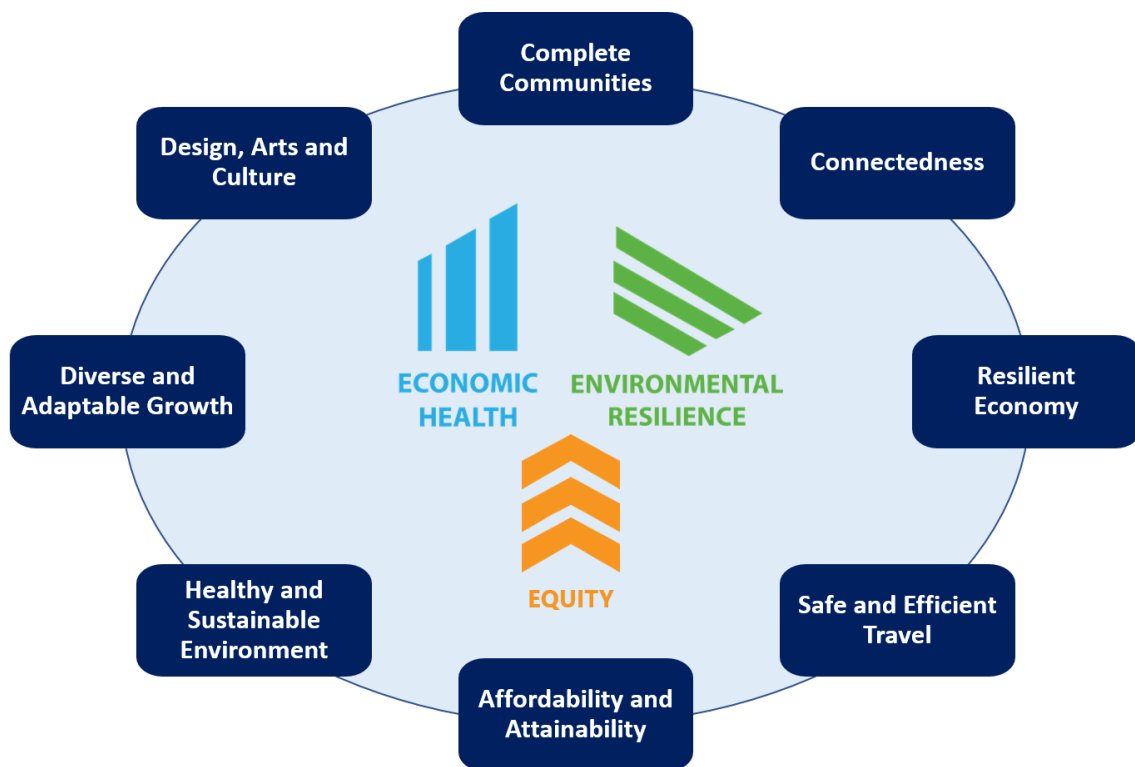 Complete
Communities
Design, Arts and
Culture
Connectedness
ECONOMIC
HEALTH
ENVIRONMENTAL
RESILIENCE
Diverse and
Adaptable Growth
Resilient
Economy
EQUITY
Healthy and
Sustainable
Environment
Safe and Efficient
Travel
Affordability and
Attainability